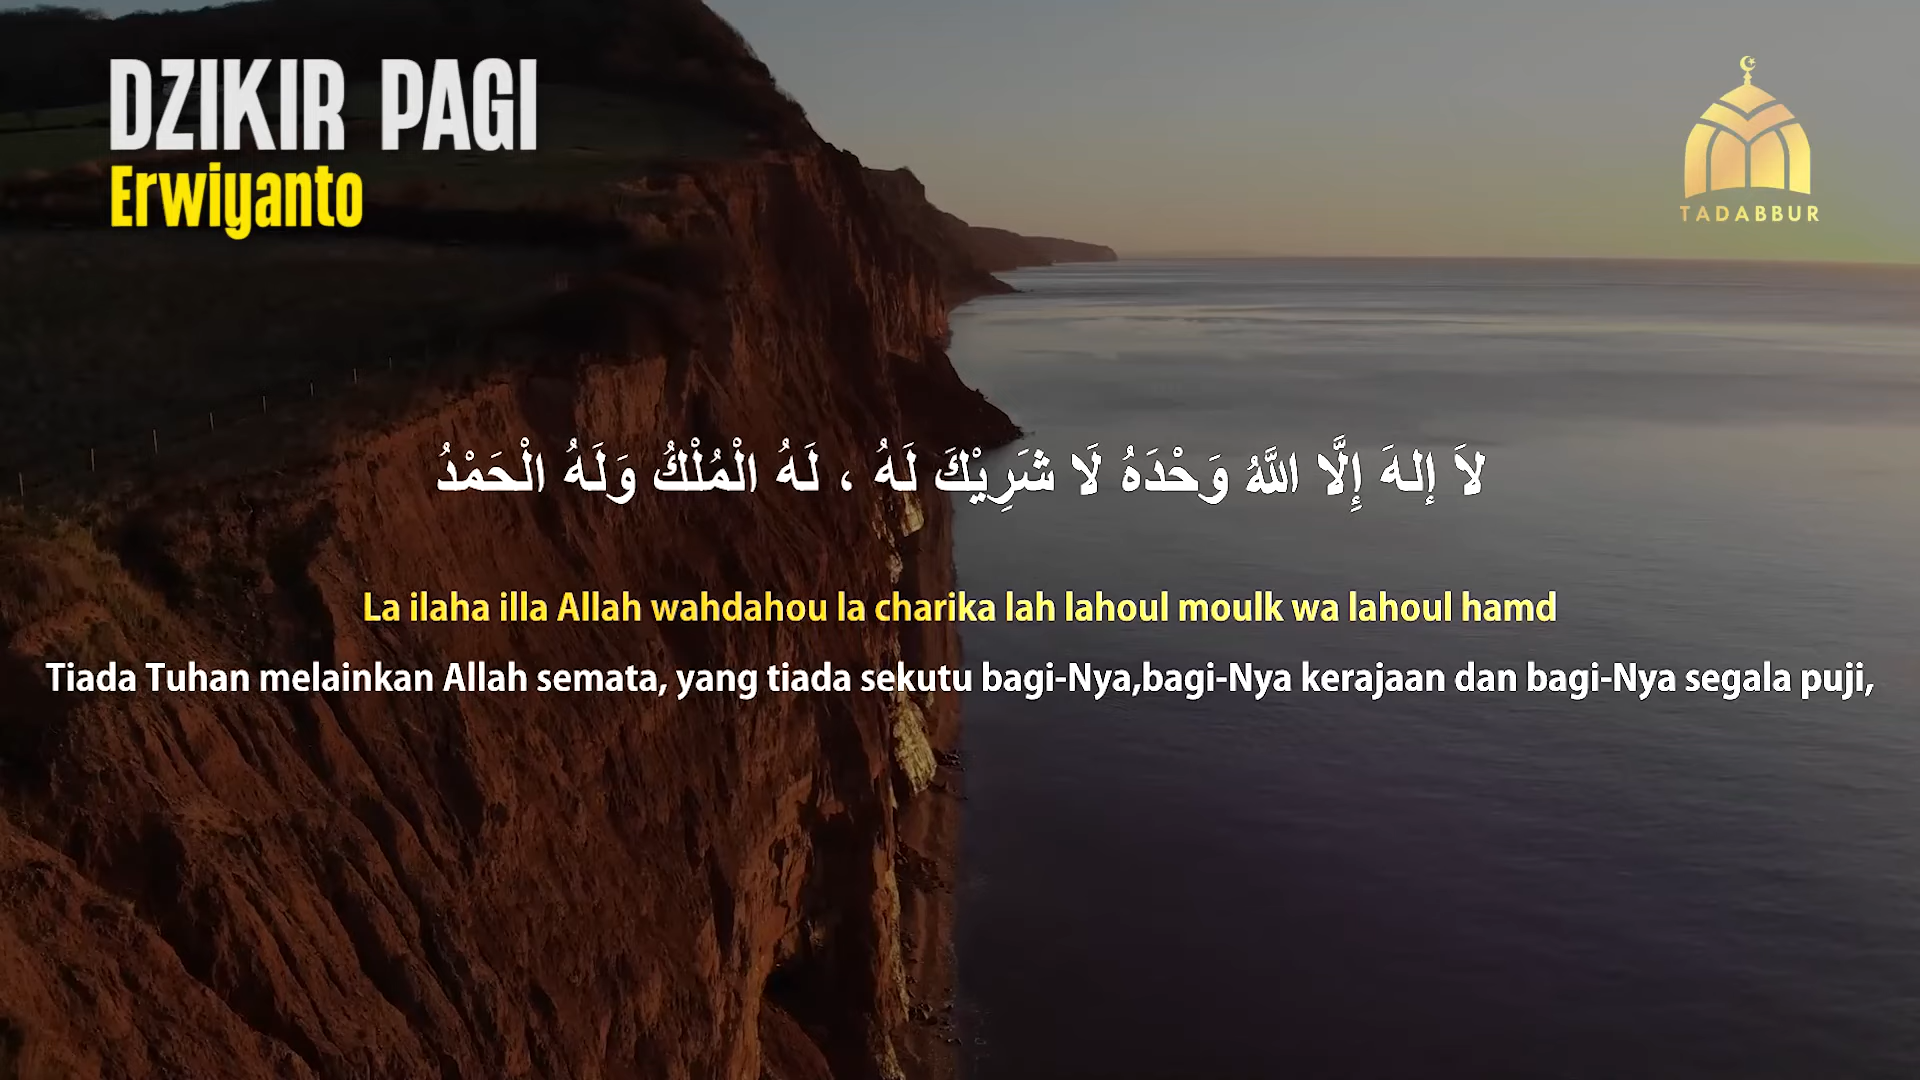 DZIKIR PAGI
Erwiyanto
TADABBUR
لاَ إلهَ إِلَّا اللَّهُ وَحْدَهُ لَا شَرِيْكَ لَهُ ، لَهُ الْمُلْكُ وَلَهُ الْحَمْدُ
La ilaha illa Allah wahdahou la charika lah lahoul moulk wa lahoul hamd
Tiada Tuhan melainkan Allah semata, yang tiada sekutu bagi-Nya,bagi-Nya kerajaan dan bagi-Nya segala puji,